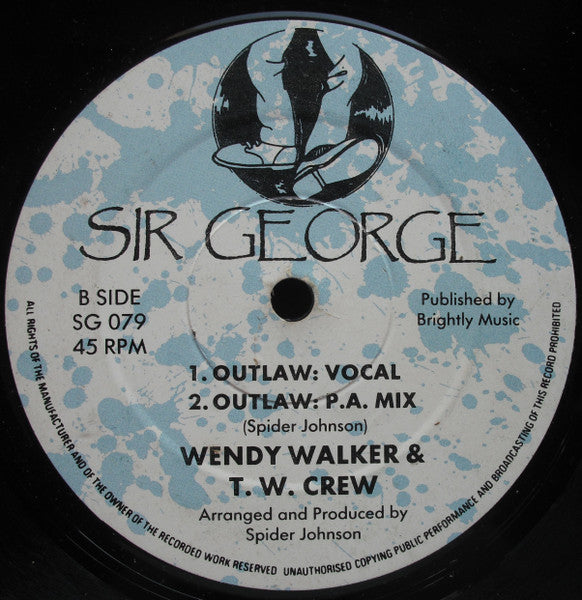 SIR GEORGE
B SIDE
SG 079
45 RPM
Published by
Brightly Music
1. OUTLAW: VOCAL
2. OUTLAW: P.A. MIX
(Spider Johnson)
WENDY WALKER &
T. W. CREW
Arranged and Produced by
Spider Johnson
ALL RIGHTS OF THE MANUFACTURER AND OF THE OWNER OF THE RECORDED WORK RESERVED UNAUTHORISED COPYING PUBLIC PERFORMANCE AND BROADCASTING OF THIS RECORD PROHIBITED